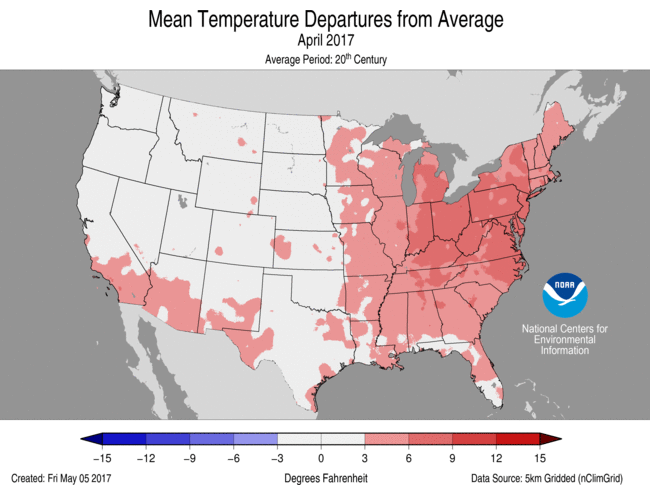 Mean Temperature Departures from Average
April 2017
Average Period: 20th Century
NOAA
National Centers for
Environmental
Information
−15 −12 −9 −6 −3 0 3 6 9 12 15
Created: Fri May 05 2017 Degrees Fahrenheit Data Source: 5km Gridded (nClimGrid)